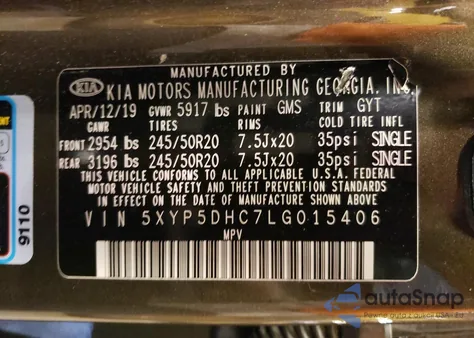 MANUFACTURED BY
KIA KIA MOTORS MANUFACTURING GEORGIA, INC.
APR/12/19 GVWR 5917 lbs PAINT GMS TRIM GYT
GAWR TIRES RIMS COLD TIRE INFL
FRONT 2954 lbs 245/50R20 7.5Jx20 35psi SINGLE
REAR 3196 lbs 245/50R20 7.5Jx20 35psi SINGLE
THIS VEHICLE CONFORMS TO ALL APPLICABLE U.S.A. FEDERAL
MOTOR VEHICLE SAFETY, BUMPER, AND THEFT PREVENTION STANDARDS
IN EFFECT ON THE DATE OF MANUFACTURE SHOWN ABOVE
VIN 5XYP5DHC7LG015406
MPV
9110
autoSnap